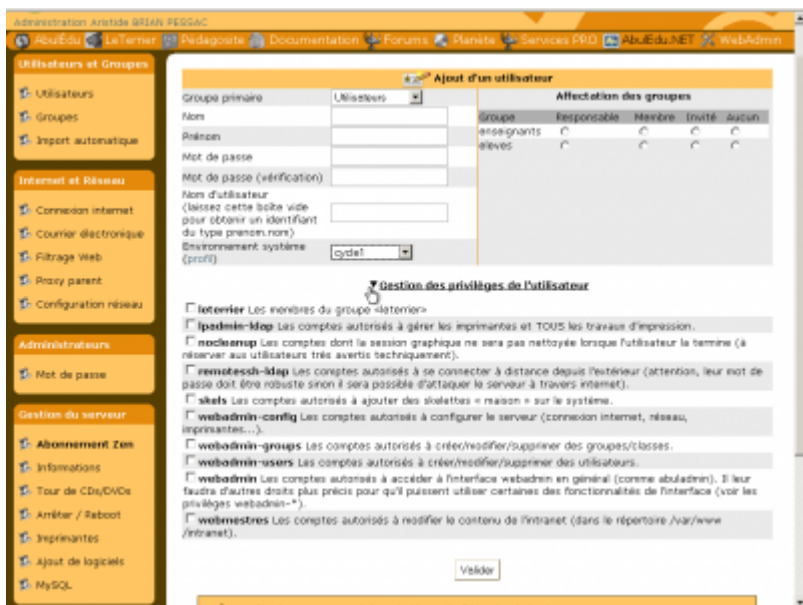 Administration Aristide BRIAN PESSAC
AbulÉdu LeTerrier Pédagosite Documentation Forums Planète Services PRO AbulEdu.NET WebAdmin
Utilisateurs et Groupes
Utilisateurs
Groupes
Import automatique
Internet et Réseau
Connexion internet
Courrier électronique
Filtrage Web
Proxy parent
Configuration réseau
Administrateurs
Mot de passe
Gestion du serveur
Abonnement Zen
Informations
Tour de CDs/DVDs
Arrêter / Reboot
Imprimantes
Ajout de logiciels
MySQL
Ajout d'un utilisateur
Groupe primaire Utilisateurs
Nom
Prénom
Mot de passe
Mot de passe (vérification)
Nom d'utilisateur
(laissez cette boîte vide
pour obtenir un identifiant
du type prenom.nom)
Environnement système
(profil) cycle1
Affectation des groupes
Groupe Responsable Membre Invité Aucun
enseignants
eleves
Gestion des privilèges de l'utilisateur
leterrier Les membres du groupe «leterrier»
lpadmin-ldap Les comptes autorisés à gérer les imprimantes et TOUS les travaux d'impression.
nocleanup Les comptes dont la session graphique ne sera pas nettoyée lorsque l'utilisateur la termine (à
réserver aux utilisateurs très avertis techniquement).
remotessh-ldap Les comptes autorisés à se connecter à distance depuis l'extérieur (attention, leur mot de
passe doit être robuste sinon il sera possible d'attaquer le serveur à travers internet).
skels Les comptes autorisés à ajouter des skelettes « maison » sur le système.
webadmin-config Les comptes autorisés à configurer le serveur (connexion internet, réseau,
imprimantes...).
webadmin-groups Les comptes autorisés à créer/modifier/supprimer des groupes/classes.
webadmin-users Les comptes autorisés à créer/modifier/supprimer des utilisateurs.
webadmin Les comptes autorisés à accéder à l'interface webadmin en général (comme abuladmin). Il leur
faudra d'autres droits plus précis pour qu'il puissent utiliser certaines des fonctionnalités de l'interface (voir les
privilèges webadmin-*).
webmestres Les comptes autorisés à modifier le contenu de l'intranet (dans le répertoire /var/www
/intranet).
Valider